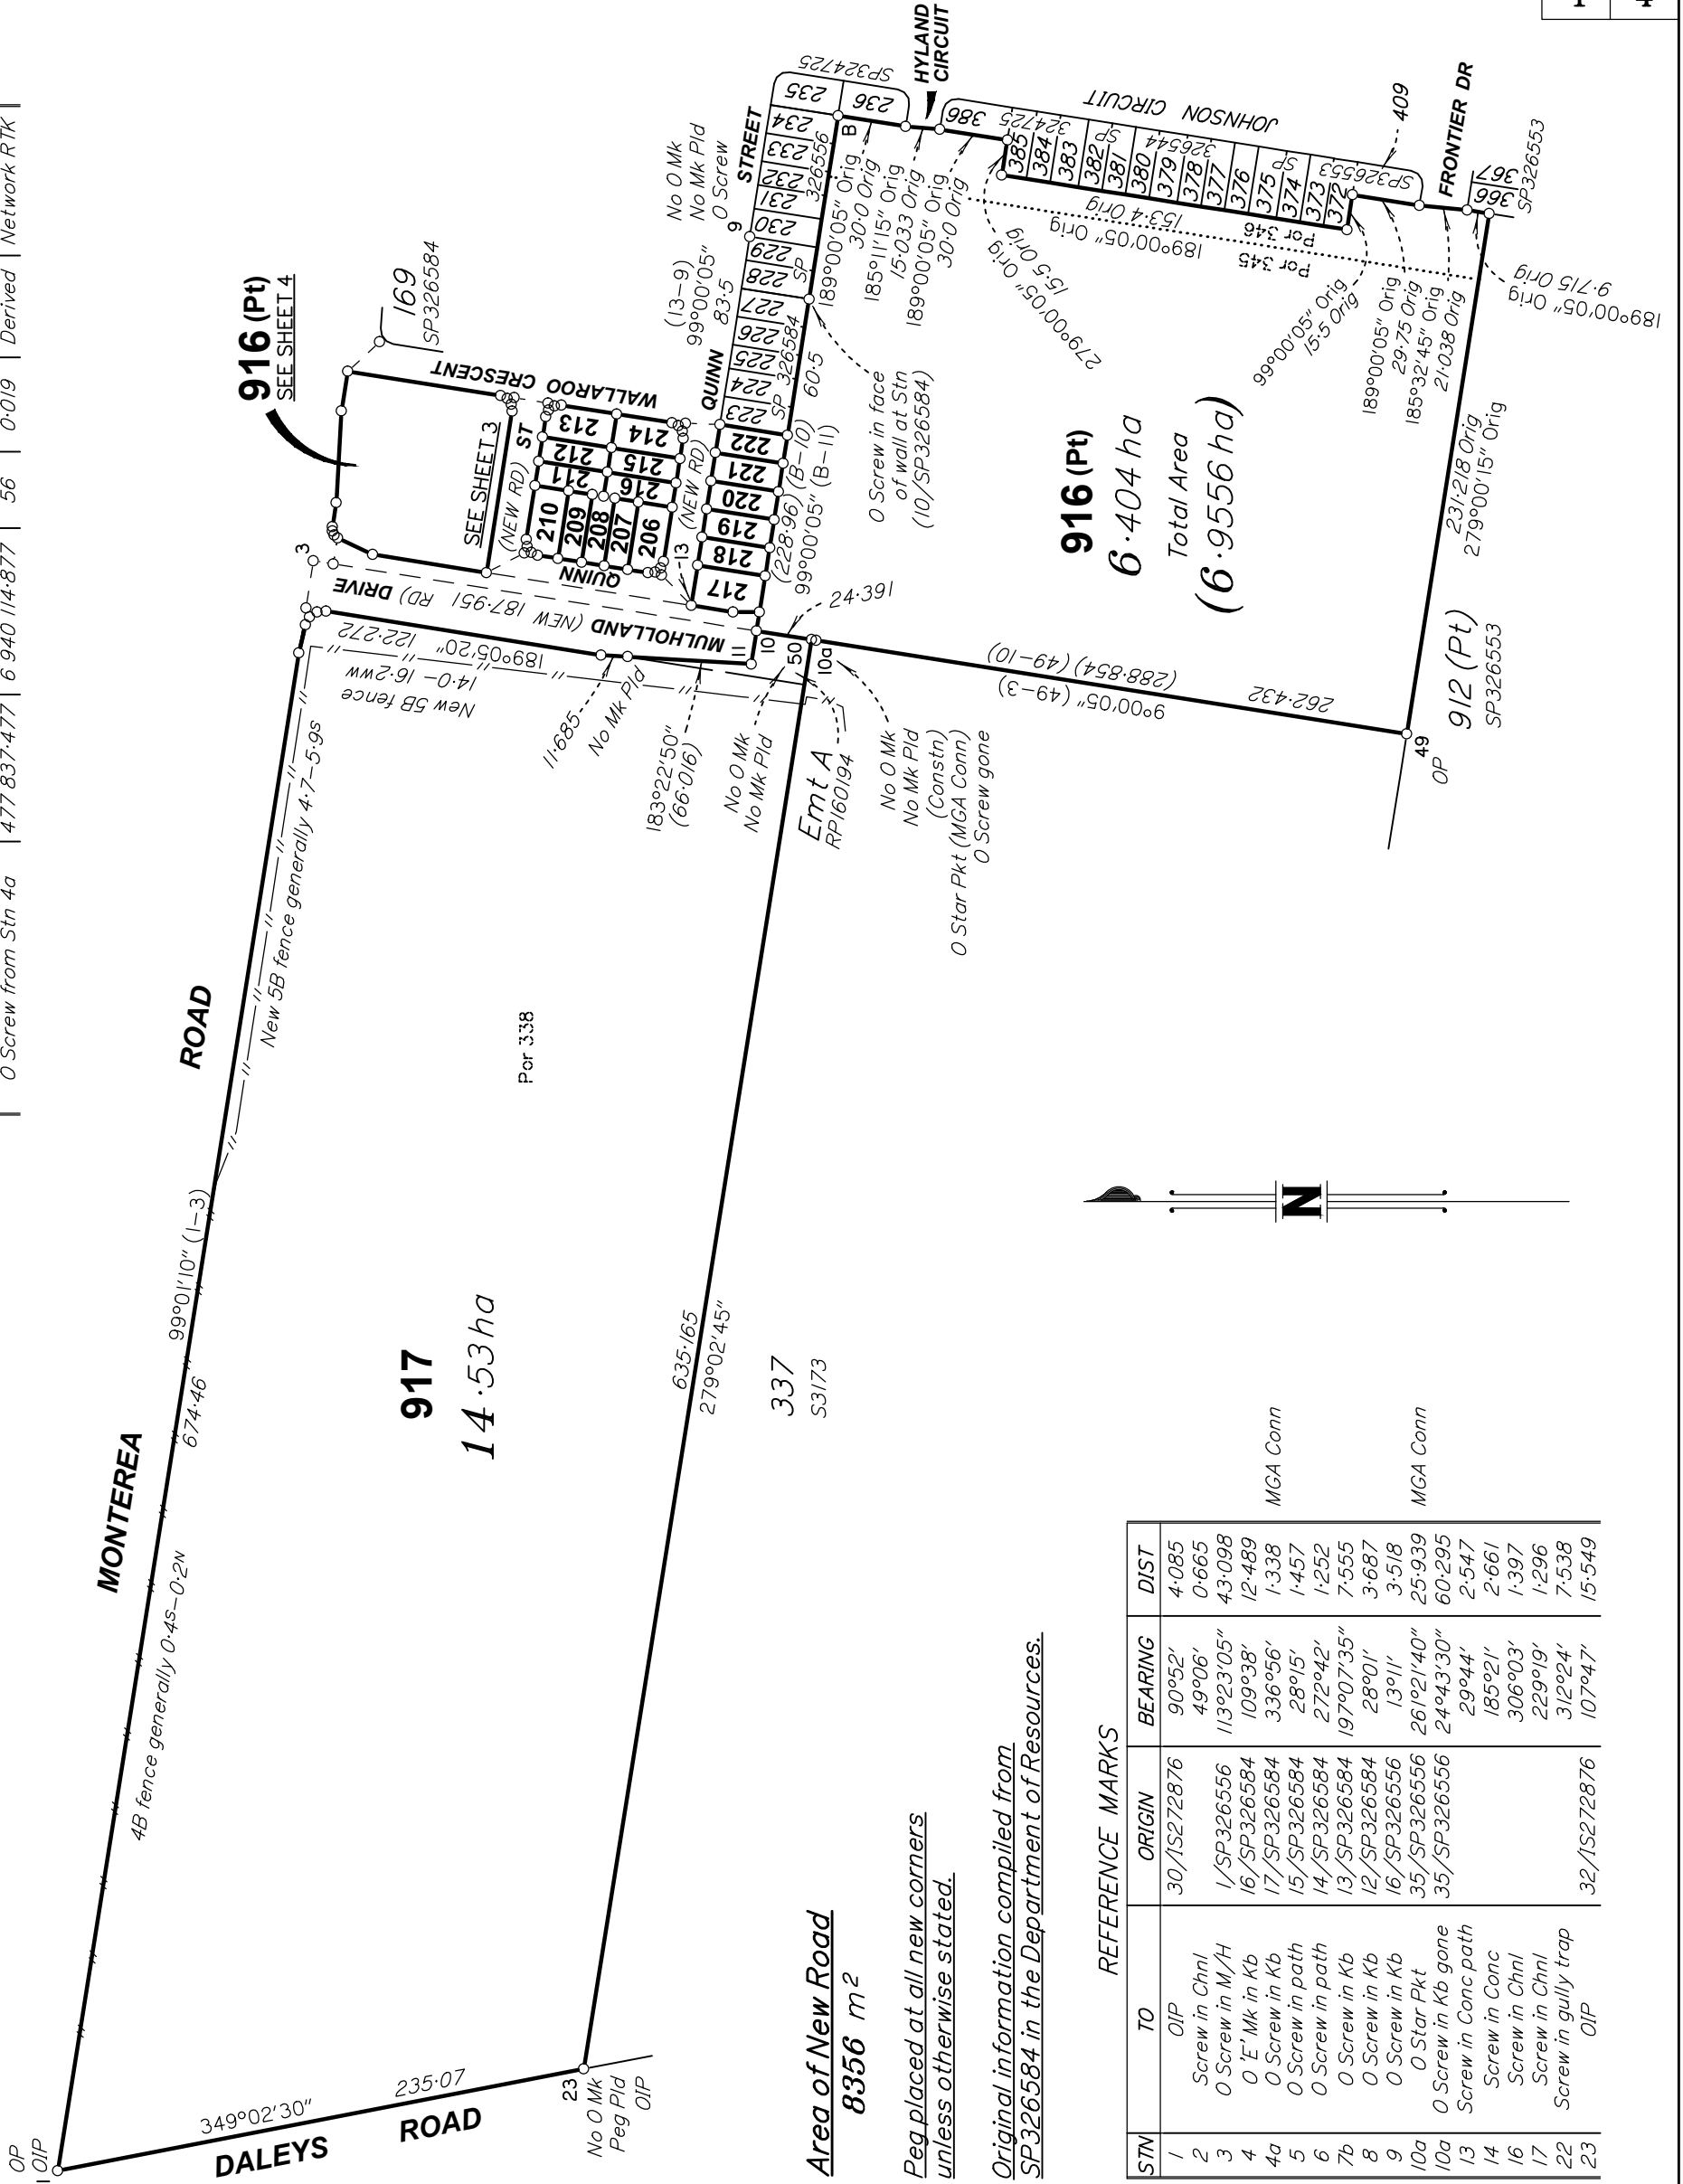 O Screw from Stn 4a | 477 837·477 | 6 940 114·877 | 56 | 0·019 | Derived | Network RTK
OP
OIP
1
MONTEREA
ROAD
4B fence generally 0·4s–0·2N
674·46
99°01'10" (1–3)
New 5B fence generally 4·7–5·9s
349°02'30"
235·07
DALEYS
ROAD
23
No O Mk
Peg Pld
OIP
917
14·53 ha
Por 338
635·165
279°02'45"
337
S3173
916 (Pt)
SEE SHEET 4
169
SP326584
SEE SHEET 3
3
WALLAROO CRESCENT
ST
(NEW RD)
QUINN
(NEW RD)
QUINN
STREET
MULHOLLAND (NEW 187·951 RD) DRIVE
122·272
189°05'20"
New 5B fence
14·0–16·2ww
11·685
No Mk Pld
183°22'50"
(66·016)
No O Mk
No Mk Pld
Emt A
RP160194
No O Mk
No Mk Pld
(Constn)
O Star Pkt (MGA Conn)
O Screw gone
213
212
211
210
209
208
207
206
214
215
216
13
217
218
219
220
221
222
223
224
225
226
227
228
229
230
231
232
233
234
235
236
SP 326584
SP 326556
SP324725
9
B
(13–9)
99°00'05"
83·5
No O Mk
No Mk Pld
O Screw
60·5
(228·96) (B–10)
99°00'05" (B–11)
11
10
50
10a
24·391
O Screw in face
of wall at Stn
(10/SP326584)
189°00'05" Orig
30·0 Orig
185°11'15" Orig
15·033 Orig
189°00'05" Orig
30·0 Orig
HYLAND
CIRCUIT
JOHNSON CIRCUIT
386
385
384
383
382
381
380
379
378
377
376
375
374
373
372
324725
SP
326544
SP
SP326553
409
FRONTIER DR
366
367
SP326553
279°00'05" Orig
15·5 Orig
153·4 Orig
189°00'05" Orig
Por 346
Por 345
99°00'05" Orig
15·5 Orig
189°00'05" Orig
29·75 Orig
185°32'45" Orig
21·038 Orig
9·715 Orig
189°00'05" Orig
231·218 Orig
279°00'15" Orig
916 (Pt)
6·404 ha
Total Area
(6·9556 ha)
(288·854) (49–10)
9°00'05" (49–3)
262·432
49
OP
912 (Pt)
SP326553
N
Area of New Road
8356 m²
Peg placed at all new corners
unless otherwise stated.
Original information compiled from
SP326584 in the Department of Resources.
REFERENCE MARKS
STN TO ORIGIN BEARING DIST
1 OIP 30/IS272876 90°52' 4·085
2 Screw in Chnl 49°06' 0·665
3 O Screw in M/H 1/SP326556 113°23'05" 43·098
4 O 'E' Mk in Kb 16/SP326584 109°38' 12·489
4a O Screw in Kb 17/SP326584 336°56' 1·338 MGA Conn
5 O Screw in path 15/SP326584 28°15' 1·457
6 O Screw in path 14/SP326584 272°42' 1·252
7b O Screw in Kb 13/SP326584 197°07'35" 7·555
8 O Screw in Kb 12/SP326584 28°01' 3·687
9 O Screw in Kb 16/SP326556 13°11' 3·518
10a O Star Pkt 35/SP326556 261°21'40" 25·939 MGA Conn
10a O Screw in Kb gone 35/SP326556 24°43'30" 60·295
13 Screw in Conc path 29°44' 2·547
14 Screw in Conc 185°21' 2·661
16 Screw in Chnl 306°03' 1·397
17 Screw in Chnl 229°19' 1·296
22 Screw in gully trap 312°24' 7·538
23 OIP 32/IS272876 107°47' 15·549